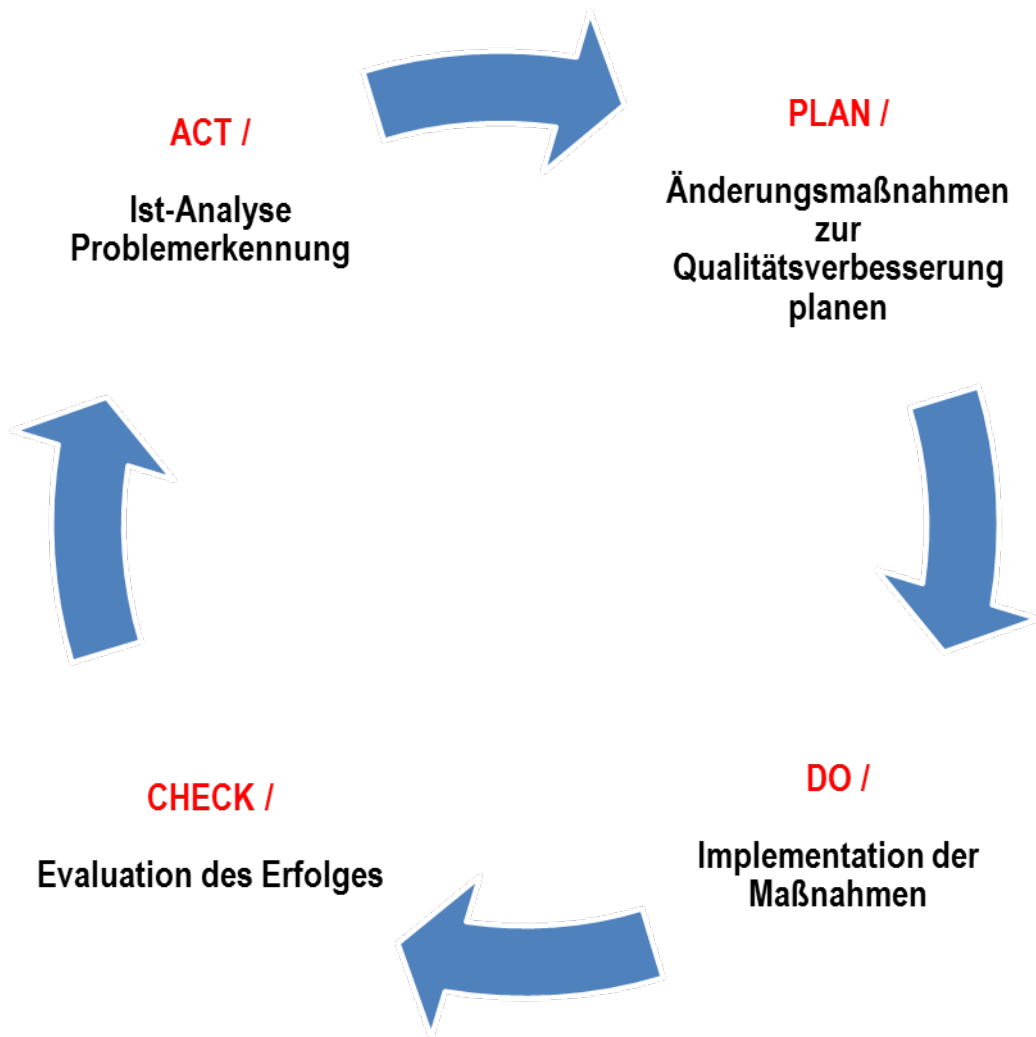 ACT /
Ist-Analyse
Problemerkennung
PLAN /
Änderungsmaßnahmen
zur
Qualitätsverbesserung
planen
DO /
Implementation der
Maßnahmen
CHECK /
Evaluation des Erfolges